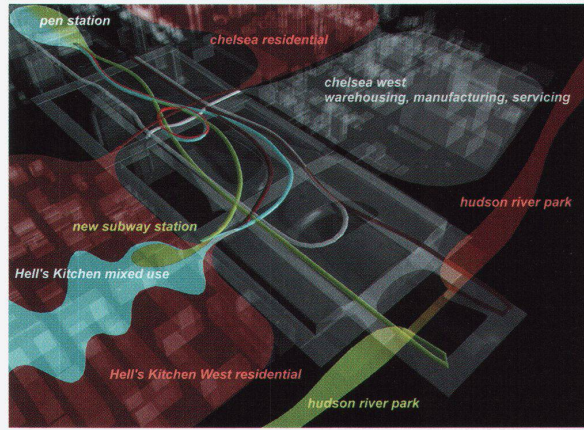 pen station
chelsea residential
chelsea west
warehousing, manufacturing, servicing
hudson river park
new subway station
Hell's Kitchen mixed use
Hell's Kitchen West residential
hudson river park